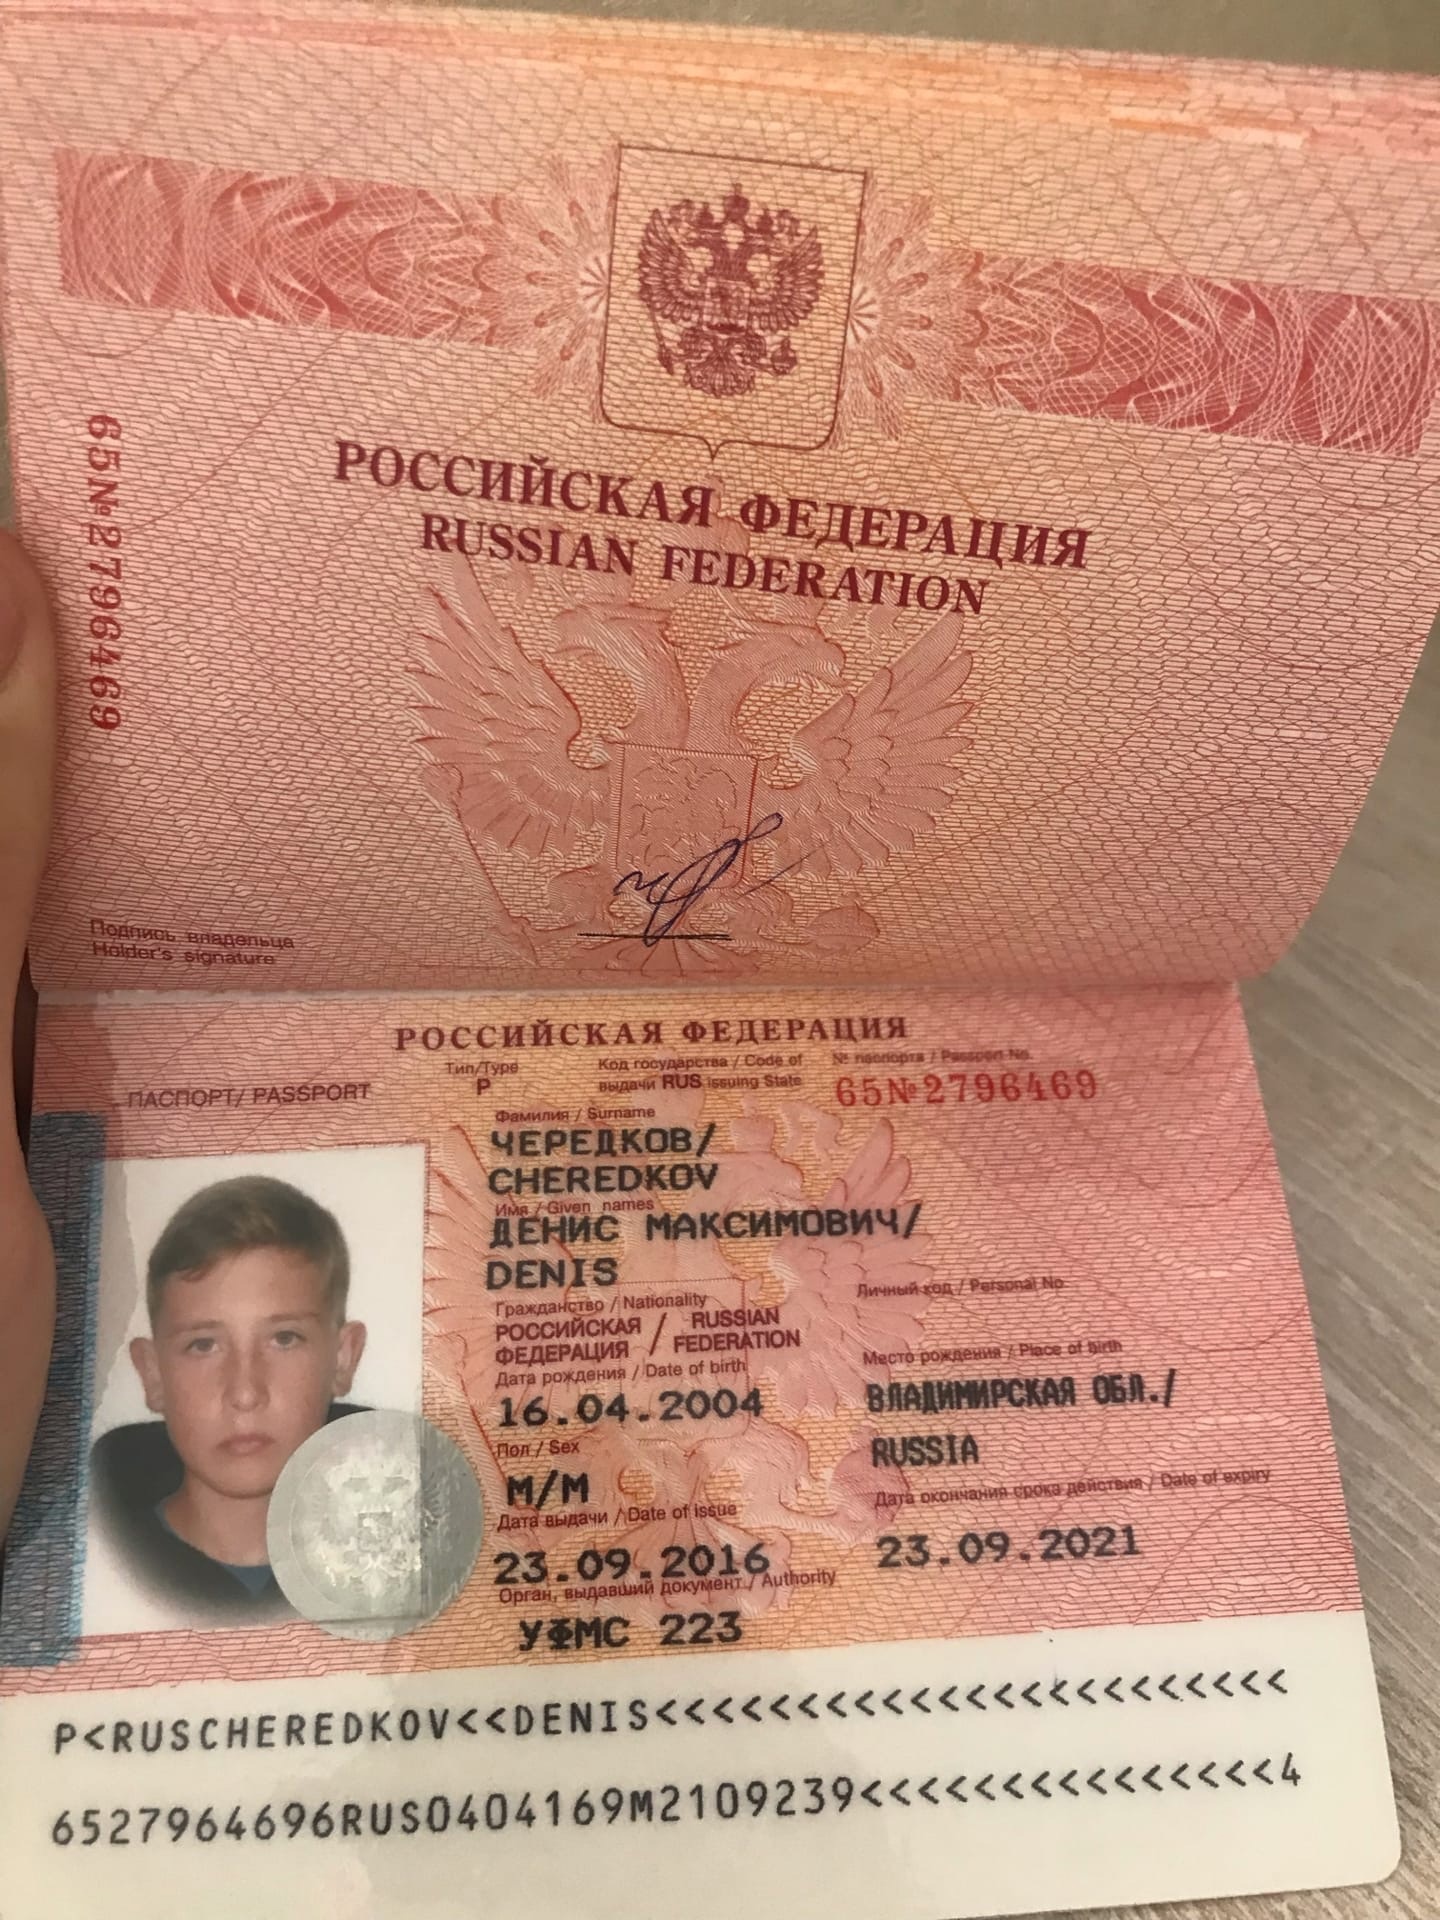 РОССИЙСКАЯ ФЕДЕРАЦИЯ
RUSSIAN FEDERATION
65№2796469
Подпись владельца
Holder's signature
РОССИЙСКАЯ ФЕДЕРАЦИЯ
ПАСПОРТ/ PASSPORT
Тип/Type
P
Код государства / Code of
выдачи RUS issuing State
№ паспорта / Passport No.
65№2796469
Фамилия / Surname
ЧЕРЕДКОВ/
CHEREDKOV
Имя / Given names
ДЕНИС МАКСИМОВИЧ/
DENIS
Гражданство / Nationality
РОССИЙСКАЯ / RUSSIAN
ФЕДЕРАЦИЯ / FEDERATION
Личный код / Personal No
Дата рождения / Date of birth
16.04.2004
Место рождения / Place of birth
ВЛАДИМИРСКАЯ ОБЛ./
RUSSIA
Пол / Sex
М/M
Дата выдачи / Date of issue
23.09.2016
Дата окончания срока действия / Date of expiry
23.09.2021
Орган, выдавший документ / Authority
УФМС 223
P<RUSCHEREDKOV<<DENIS<<<<<<<<<<<<<<<<<<<<<<<
6527964696RUS0404169M2109239<<<<<<<<<<<<<<<4